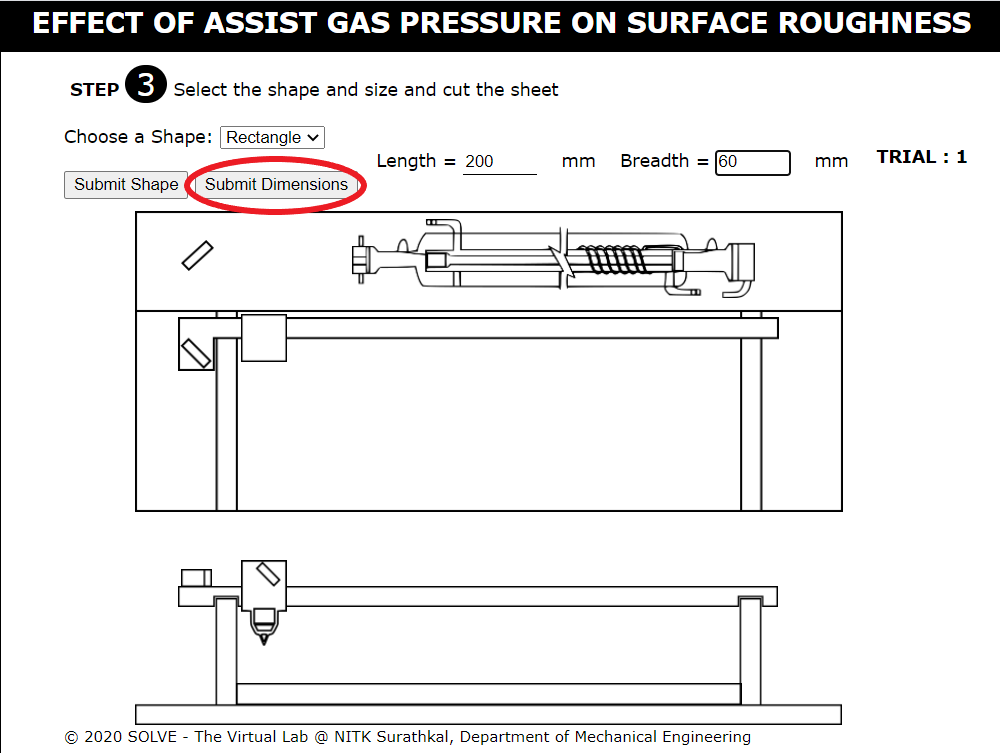 EFFECT OF ASSIST GAS PRESSURE ON SURFACE ROUGHNESS
STEP 3 Select the shape and size and cut the sheet
Choose a Shape: Rectangle
Length = 200 mm Breadth = 60 mm TRIAL : 1
Submit Shape Submit Dimensions
© 2020 SOLVE - The Virtual Lab @ NITK Surathkal, Department of Mechanical Engineering